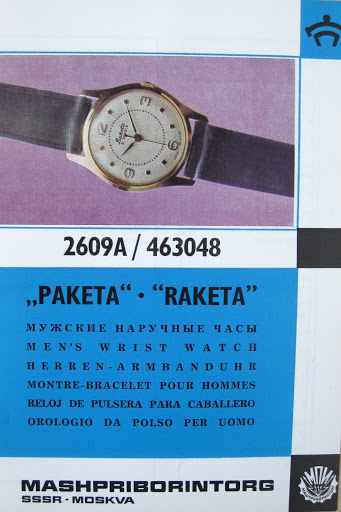 2609A / 463048
„РАКЕТА“ · “RAKETA”
МУЖСКИЕ НАРУЧНЫЕ ЧАСЫ
MEN'S WRIST WATCH
HERREN-ARMBANDUHR
MONTRE-BRACELET POUR HOMMES
RELOJ DE PULSERA PARA CABALLERO
OROLOGIO DA POLSO PER UOMO
МПИ
MASHPRIBORINTORG
SSSR · MOSKVA